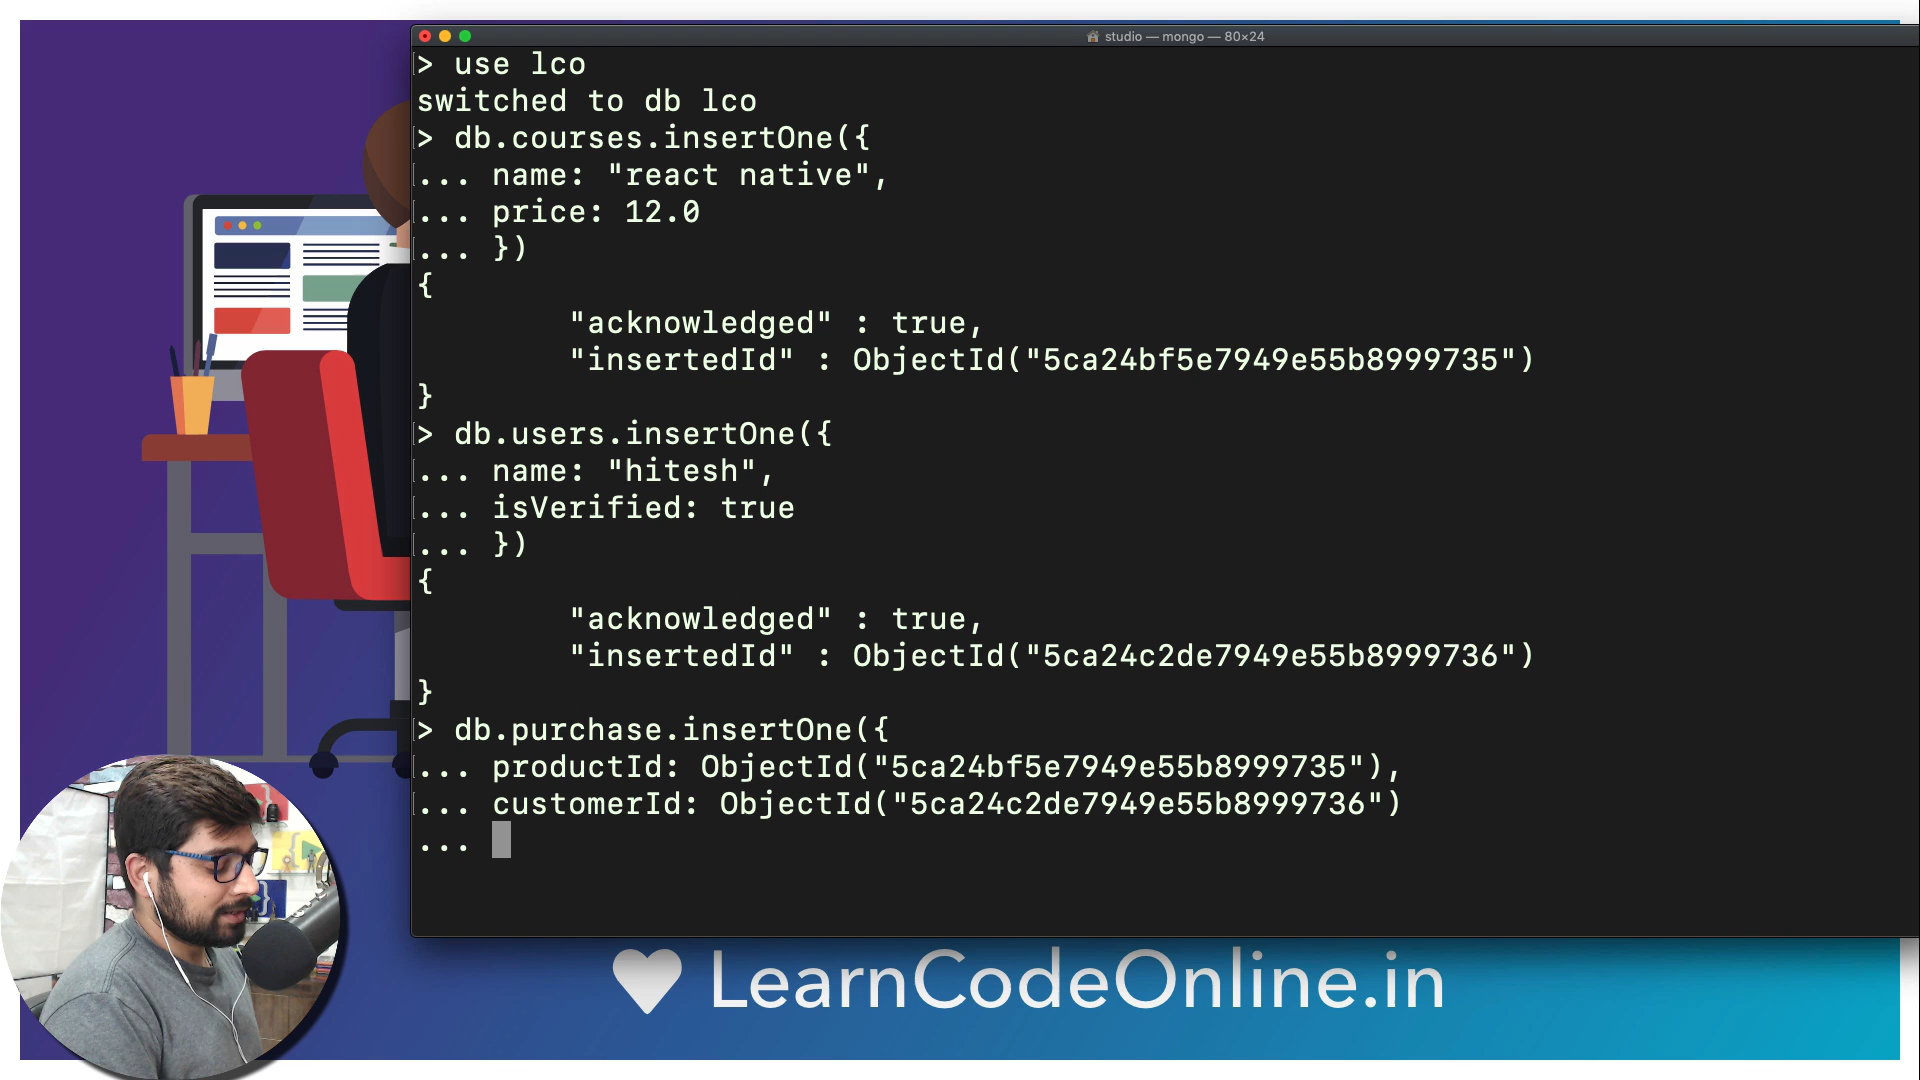 studio — mongo — 80×24
> use lco
switched to db lco
> db.courses.insertOne({
... name: "react native",
... price: 12.0
... })
{
"acknowledged" : true,
"insertedId" : ObjectId("5ca24bf5e7949e55b8999735")
}
> db.users.insertOne({
... name: "hitesh",
... isVerified: true
... })
{
"acknowledged" : true,
"insertedId" : ObjectId("5ca24c2de7949e55b8999736")
}
> db.purchase.insertOne({
... productId: ObjectId("5ca24bf5e7949e55b8999735"),
... customerId: ObjectId("5ca24c2de7949e55b8999736")
...
LearnCodeOnline.in